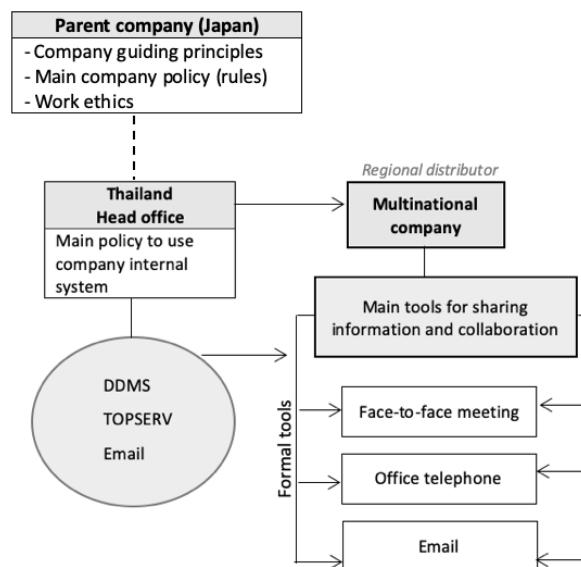 Parent company (Japan)
- Company guiding principles
- Main company policy (rules)
- Work ethics
Regional distributor
Thailand
Head office
Main policy to use
company internal
system
Multinational
company
Main tools for sharing
information and collaboration
DDMS
TOPSERV
Email
Formal tools
Face-to-face meeting
Office telephone
Email